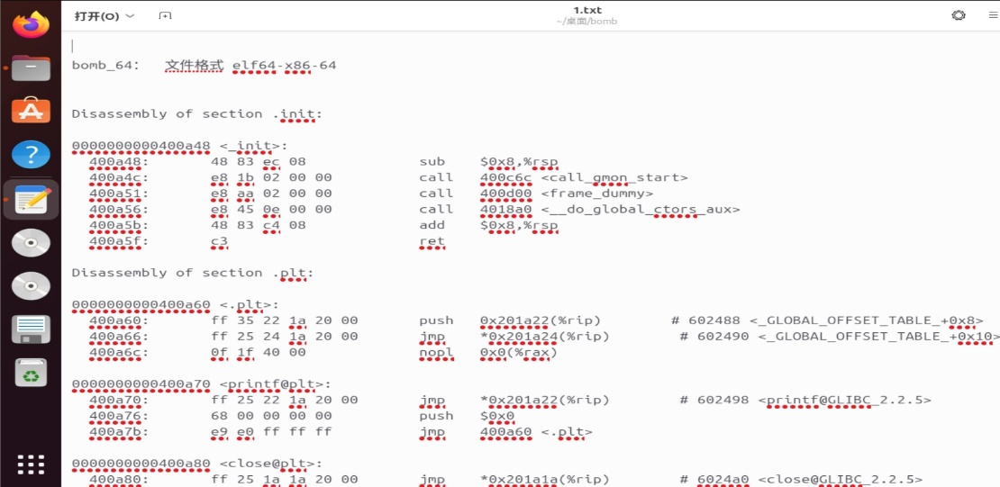 打开(O)
1.txt
~/桌面/bomb
bomb_64:   文件格式 elf64-x86-64
Disassembly of section .init:
0000000000400a48 <_init>:
400a48:	48 83 ec 08	sub	$0x8,%rsp
400a4c:	e8 1b 02 00 00	call	400c6c <call_gmon_start>
400a51:	e8 aa 02 00 00	call	400d00 <frame_dummy>
400a56:	e8 45 0e 00 00	call	4018a0 <__do_global_ctors_aux>
400a5b:	48 83 c4 08	add	$0x8,%rsp
400a5f:	c3	ret
Disassembly of section .plt:
0000000000400a60 <.plt>:
400a60:	ff 35 22 1a 20 00	push	0x201a22(%rip)	# 602488 <_GLOBAL_OFFSET_TABLE_+0x8>
400a66:	ff 25 24 1a 20 00	jmp	*0x201a24(%rip)	# 602490 <_GLOBAL_OFFSET_TABLE_+0x10>
400a6c:	0f 1f 40 00	nopl	0x0(%rax)
0000000000400a70 <printf@plt>:
400a70:	ff 25 22 1a 20 00	jmp	*0x201a22(%rip)	# 602498 <printf@GLIBC_2.2.5>
400a76:	68 00 00 00 00	push	$0x0
400a7b:	e9 e0 ff ff ff	jmp	400a60 <.plt>
0000000000400a80 <close@plt>:
400a80:	ff 25 1a 1a 20 00	jmp	*0x201a1a(%rip)	# 6024a0 <close@GLIBC_2.2.5>